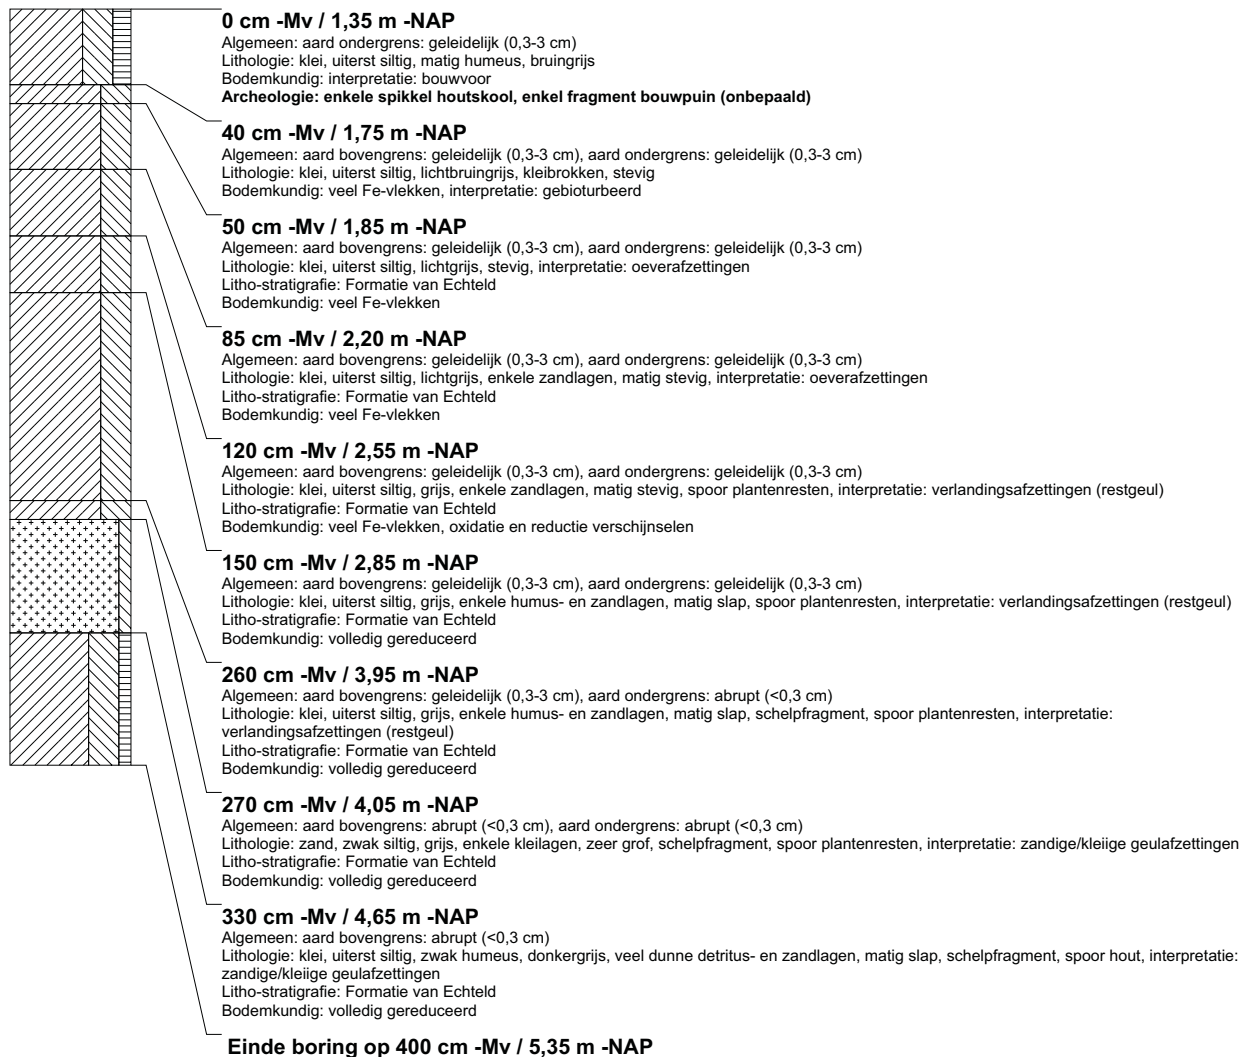 0 cm -Mv / 1,35 m -NAP
Algemeen: aard ondergrens: geleidelijk (0,3-3 cm)
Lithologie: klei, uiterst siltig, matig humeus, bruingrijs
Bodemkundig: interpretatie: bouwvoor
Archeologie: enkele spikkel houtskool, enkel fragment bouwpuin (onbepaald)
40 cm -Mv / 1,75 m -NAP
Algemeen: aard bovengrens: geleidelijk (0,3-3 cm), aard ondergrens: geleidelijk (0,3-3 cm)
Lithologie: klei, uiterst siltig, lichtbruingrijs, kleibrokken, stevig
Bodemkundig: veel Fe-vlekken, interpretatie: gebioturbeerd
50 cm -Mv / 1,85 m -NAP
Algemeen: aard bovengrens: geleidelijk (0,3-3 cm), aard ondergrens: geleidelijk (0,3-3 cm)
Lithologie: klei, uiterst siltig, lichtgrijs, stevig, interpretatie: oeverafzettingen
Litho-stratigrafie: Formatie van Echteld
Bodemkundig: veel Fe-vlekken
85 cm -Mv / 2,20 m -NAP
Algemeen: aard bovengrens: geleidelijk (0,3-3 cm), aard ondergrens: geleidelijk (0,3-3 cm)
Lithologie: klei, uiterst siltig, lichtgrijs, enkele zandlagen, matig stevig, interpretatie: oeverafzettingen
Litho-stratigrafie: Formatie van Echteld
Bodemkundig: veel Fe-vlekken
120 cm -Mv / 2,55 m -NAP
Algemeen: aard bovengrens: geleidelijk (0,3-3 cm), aard ondergrens: geleidelijk (0,3-3 cm)
Lithologie: klei, uiterst siltig, grijs, enkele zandlagen, matig stevig, spoor plantenresten, interpretatie: verlandingsafzettingen (restgeul)
Litho-stratigrafie: Formatie van Echteld
Bodemkundig: veel Fe-vlekken, oxidatie en reductie verschijnselen
150 cm -Mv / 2,85 m -NAP
Algemeen: aard bovengrens: geleidelijk (0,3-3 cm), aard ondergrens: geleidelijk (0,3-3 cm)
Lithologie: klei, uiterst siltig, grijs, enkele humus- en zandlagen, matig slap, spoor plantenresten, interpretatie: verlandingsafzettingen (restgeul)
Litho-stratigrafie: Formatie van Echteld
Bodemkundig: volledig gereduceerd
260 cm -Mv / 3,95 m -NAP
Algemeen: aard bovengrens: geleidelijk (0,3-3 cm), aard ondergrens: abrupt (<0,3 cm)
Lithologie: klei, uiterst siltig, grijs, enkele humus- en zandlagen, matig slap, schelpfragment, spoor plantenresten, interpretatie:
verlandingsafzettingen (restgeul)
Litho-stratigrafie: Formatie van Echteld
Bodemkundig: volledig gereduceerd
270 cm -Mv / 4,05 m -NAP
Algemeen: aard bovengrens: abrupt (<0,3 cm), aard ondergrens: abrupt (<0,3 cm)
Lithologie: zand, zwak siltig, grijs, enkele kleilagen, zeer grof, schelpfragment, spoor plantenresten, interpretatie: zandige/kleiige geulafzettingen
Litho-stratigrafie: Formatie van Echteld
Bodemkundig: volledig gereduceerd
330 cm -Mv / 4,65 m -NAP
Algemeen: aard bovengrens: abrupt (<0,3 cm)
Lithologie: klei, uiterst siltig, zwak humeus, donkergrijs, veel dunne detritus- en zandlagen, matig slap, schelpfragment, spoor hout, interpretatie:
zandige/kleiige geulafzettingen
Litho-stratigrafie: Formatie van Echteld
Bodemkundig: volledig gereduceerd
Einde boring op 400 cm -Mv / 5,35 m -NAP